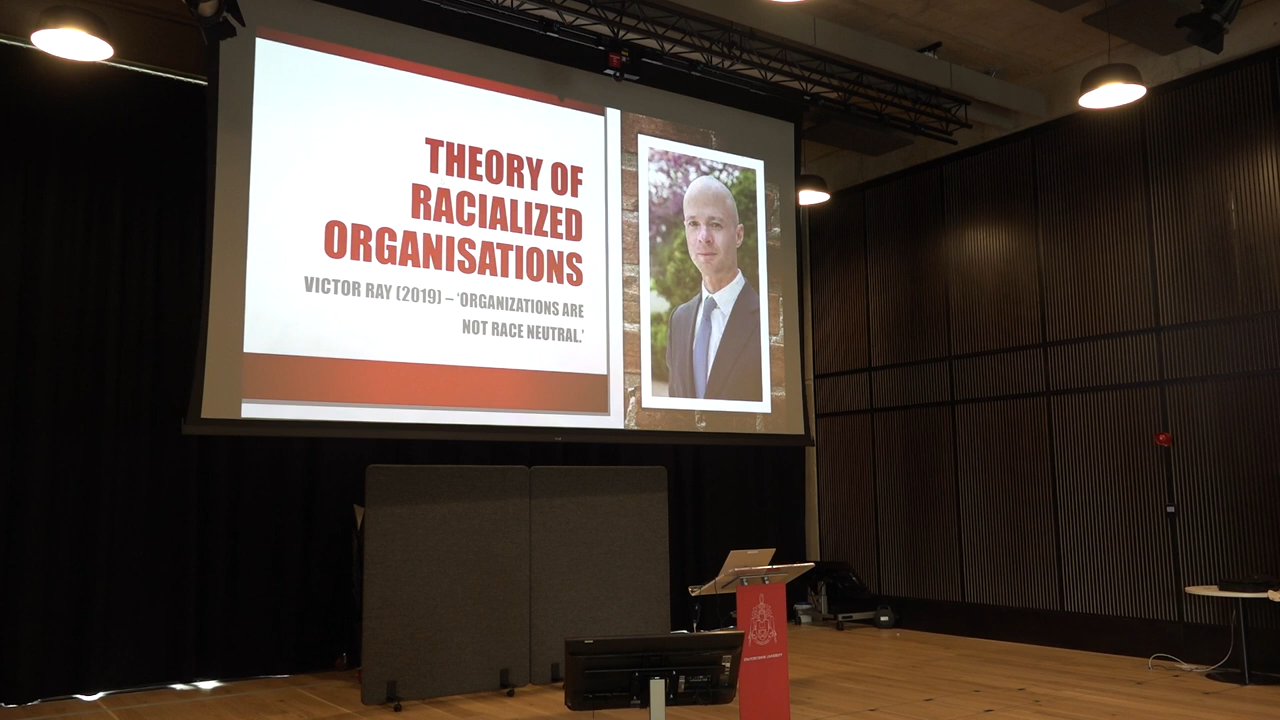 THEORY OF
RACIALIZED
ORGANISATIONS
VICTOR RAY (2019) – ‘ORGANIZATIONS ARE
NOT RACE NEUTRAL.’